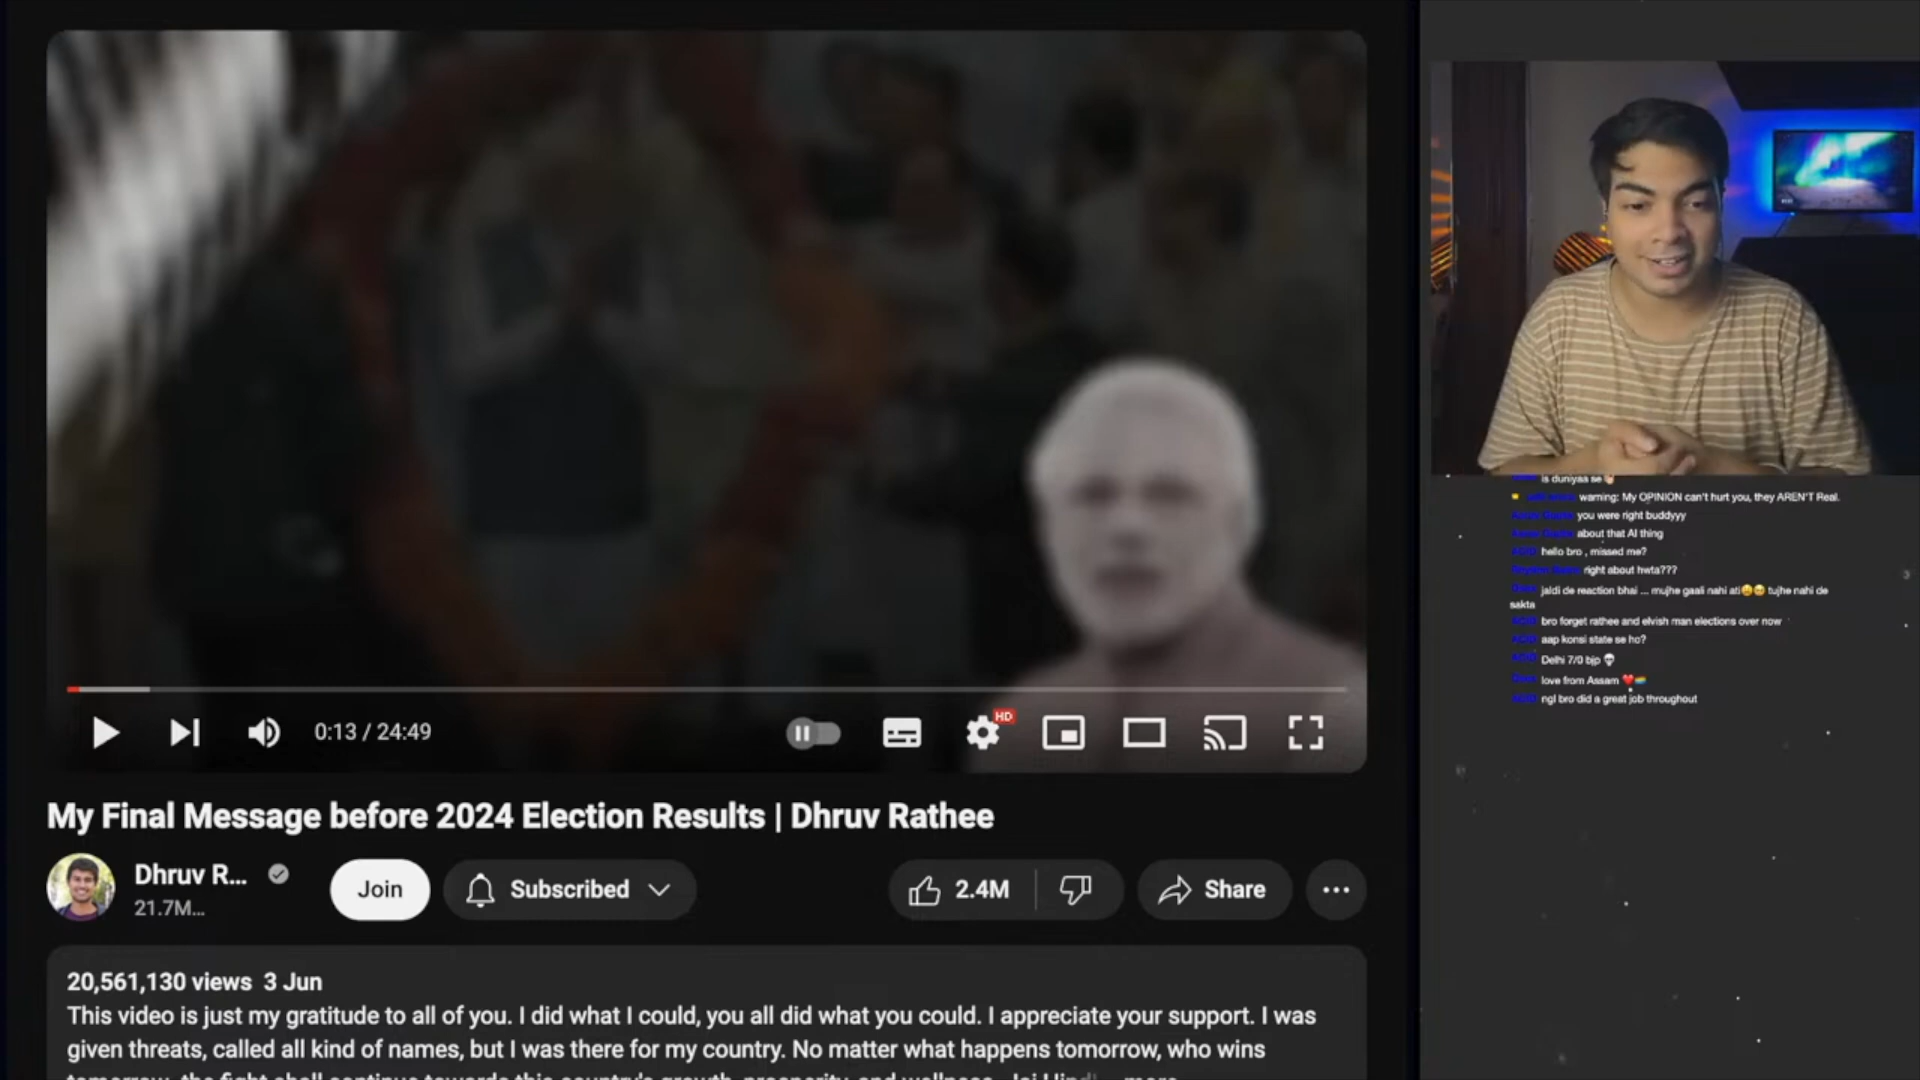 0:13 / 24:49
HD
My Final Message before 2024 Election Results | Dhruv Rathee
Dhruv R...
21.7M...
Join
Subscribed
2.4M
Share
20,561,130 views 3 Jun
This video is just my gratitude to all of you. I did what I could, you all did what you could. I appreciate your support. I was
given threats, called all kind of names, but I was there for my country. No matter what happens tomorrow, who wins
is duniyaa se
warning: My OPINION can't hurt you, they AREN'T Real.
you were right buddyyy
about that AI thing
hello bro , missed me?
right about hwta???
jaldi de reaction bhai ... mujhe gaali nahi ati tujhe nahi de
sakta
bro forget rathee and elvish man elections over now
aap konsi state se ho?
Delhi 7/0 bjp
love from Assam
ngl bro did a great job throughout